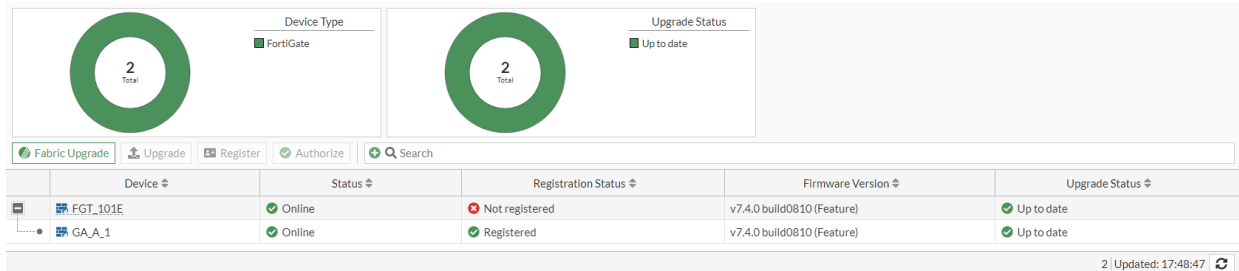 Device Type
FortiGate
2
Total
Upgrade Status
Up to date
2
Total
Fabric Upgrade Upgrade Register Authorize Search
Device Status Registration Status Firmware Version Upgrade Status
FGT_101E Online Not registered v7.4.0 build0810 (Feature) Up to date
GA_A_1 Online Registered v7.4.0 build0810 (Feature) Up to date
2 Updated: 17:48:47